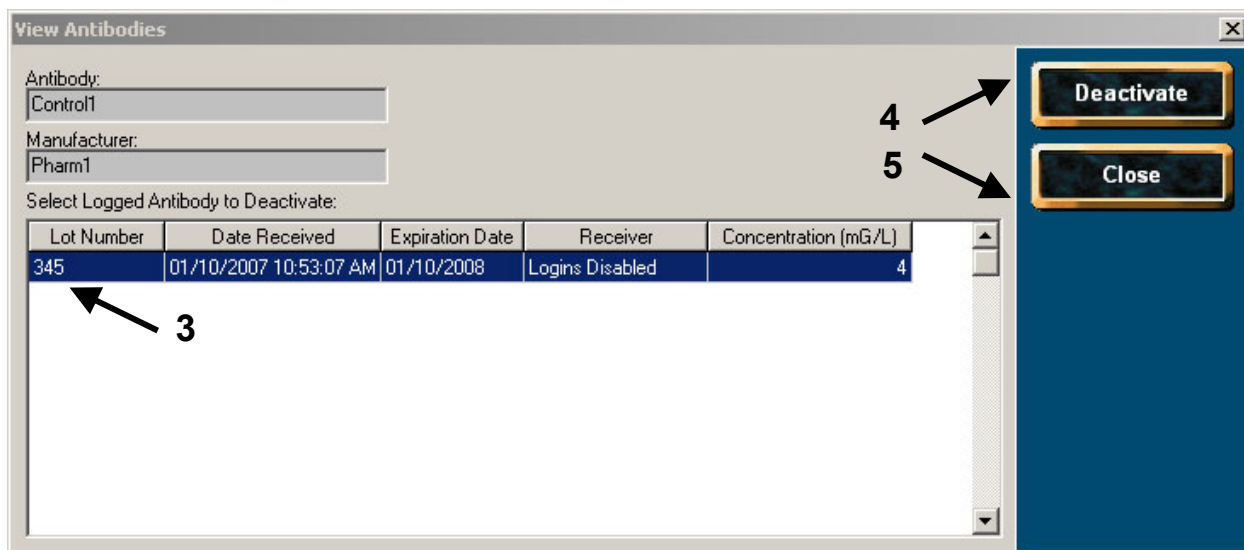 View Antibodies
Antibody:
Control1
Manufacturer:
Pharm1
Select Logged Antibody to Deactivate:
Lot Number Date Received Expiration Date Receiver Concentration (mG/L)
345 01/10/2007 10:53:07 AM 01/10/2008 Logins Disabled 4
3
4
5
Deactivate
Close